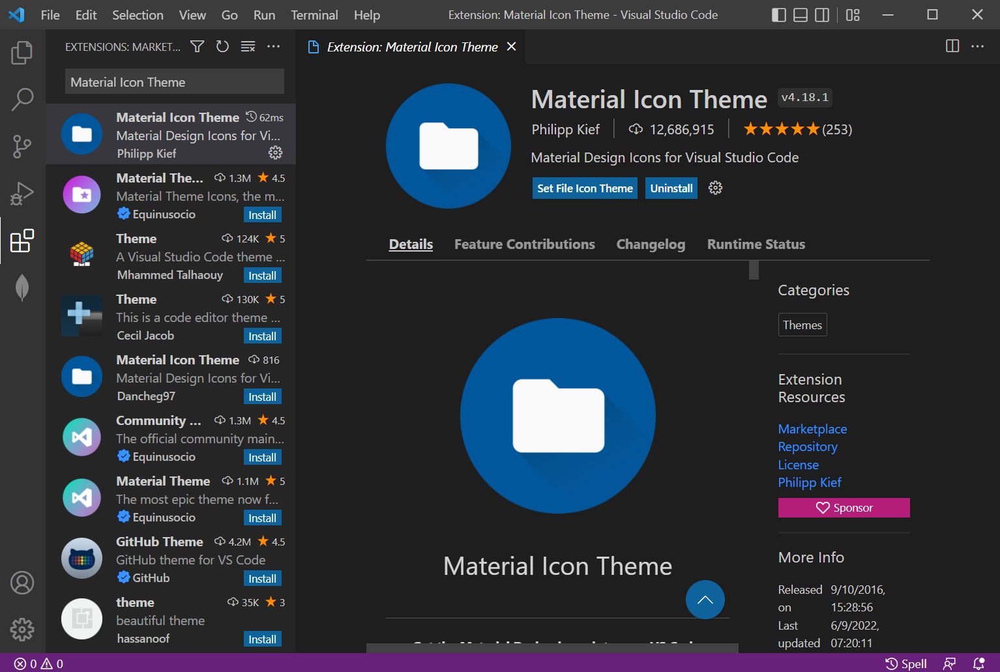 File Edit Selection View Go Run Terminal Help
Extension: Material Icon Theme - Visual Studio Code
EXTENSIONS: MARKET...
Material Icon Theme
Material Icon Theme 62ms
Material Design Icons for Vi...
Philipp Kief
Material The... 1.3M 4.5
Material Theme Icons, the m...
Equinusocio Install
Theme 124K 5
A Visual Studio Code theme ...
Mhammed Talhaouy Install
Theme 130K 5
This is a code editor theme ...
Cecil Jacob Install
Material Icon Theme 816
Material Design Icons for Vi...
Dancheg97 Install
Community ... 1.3M 4.5
The official community main...
Equinusocio Install
Material Theme 1.1M 5
The most epic theme now f...
Equinusocio Install
GitHub Theme 4.2M 4.5
GitHub theme for VS Code
GitHub Install
theme 35K 3
beautiful theme
hassanoof Install
Extension: Material Icon Theme
Material Icon Theme v4.18.1
Philipp Kief 12,686,915 (253)
Material Design Icons for Visual Studio Code
Set File Icon Theme Uninstall
Details Feature Contributions Changelog Runtime Status
Material Icon Theme
Categories
Themes
Extension
Resources
Marketplace
Repository
License
Philipp Kief
Sponsor
More Info
Released 9/10/2016,
on 15:28:56
Last 6/9/2022,
updated 07:20:11
0 0
Spell